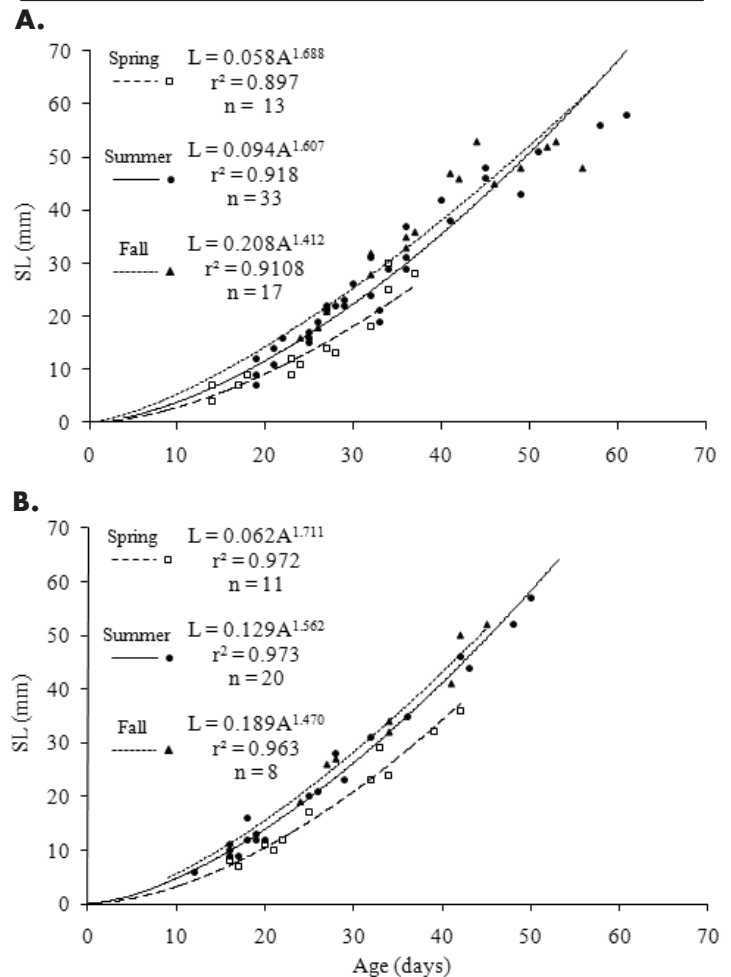 A.
70
60
50
40
30
20
10
0
SL (mm)
Spring
L = 0.058A^1.688
r² = 0.897
n = 13
Summer
L = 0.094A^1.607
r² = 0.918
n = 33
Fall
L = 0.208A^1.412
r² = 0.9108
n = 17
0 10 20 30 40 50 60 70
B.
70
60
50
40
30
20
10
0
SL (mm)
Spring
L = 0.062A^1.711
r² = 0.972
n = 11
Summer
L = 0.129A^1.562
r² = 0.973
n = 20
Fall
L = 0.189A^1.470
r² = 0.963
n = 8
0 10 20 30 40 50 60 70
Age (days)